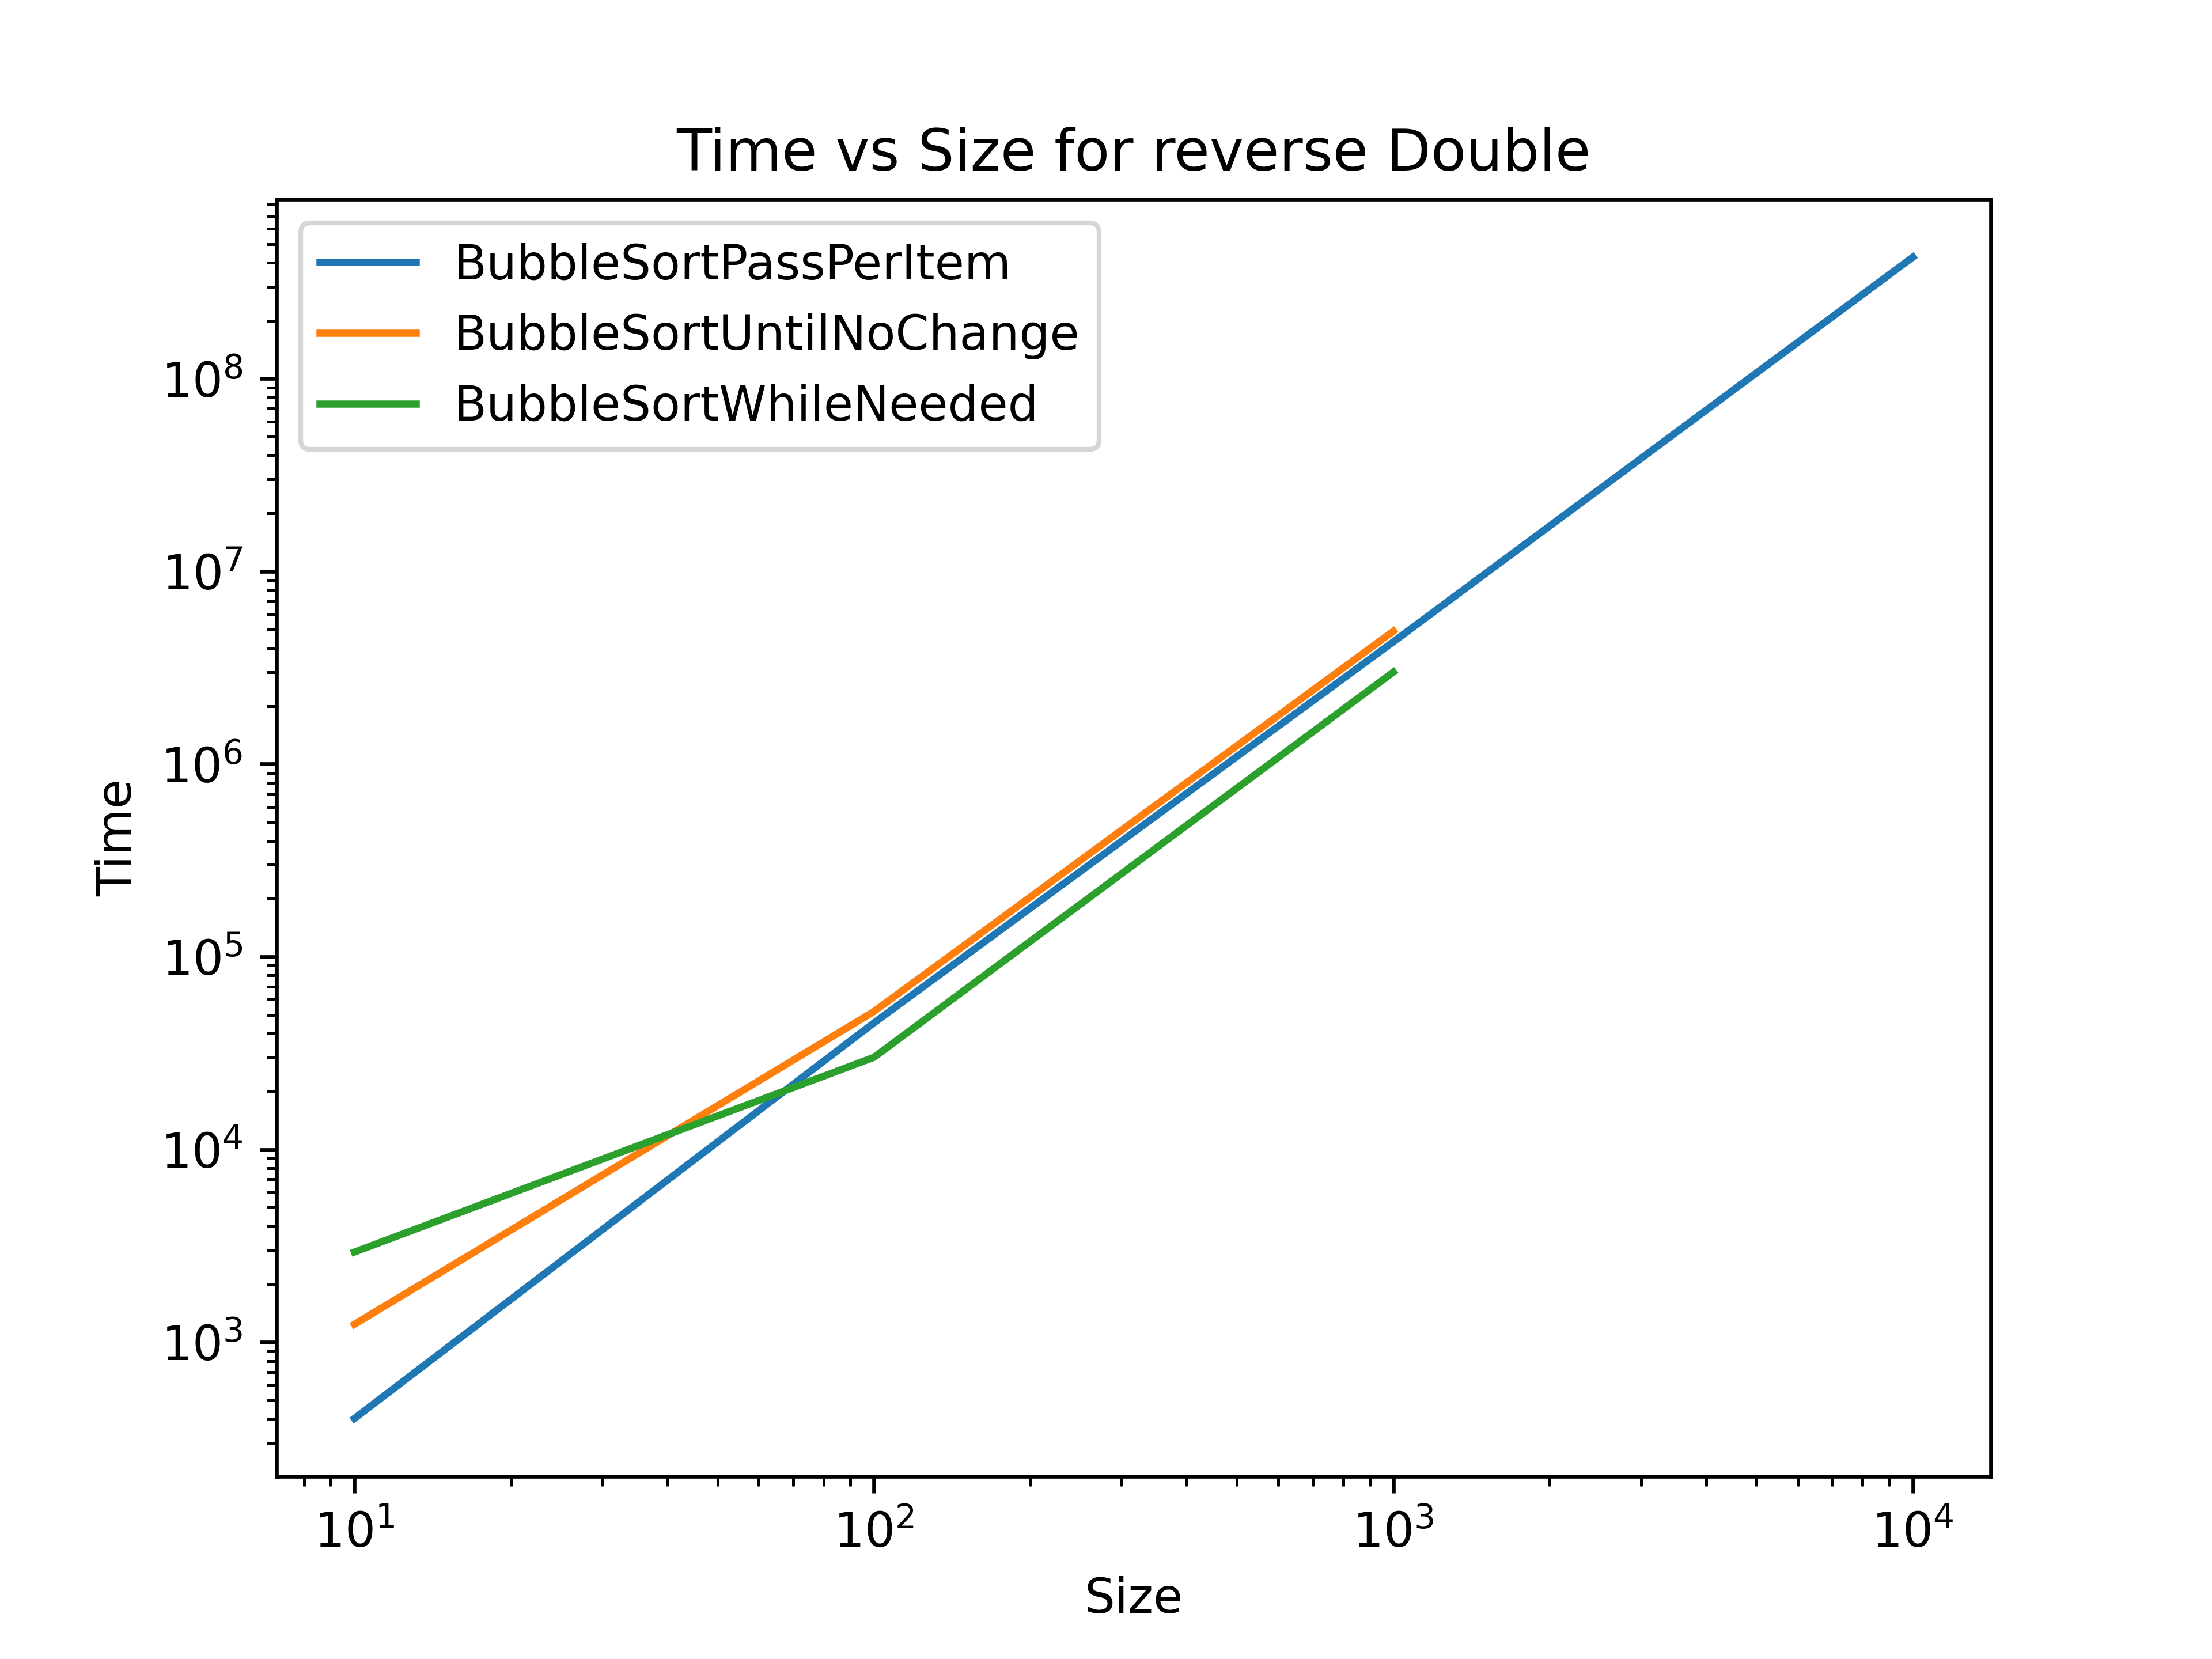 Time vs Size for reverse Double
BubbleSortPassPerItem
BubbleSortUntilNoChange
BubbleSortWhileNeeded
10⁸
10⁷
10⁶
10⁵
10⁴
10³
Time
10¹ 10² 10³ 10⁴
Size